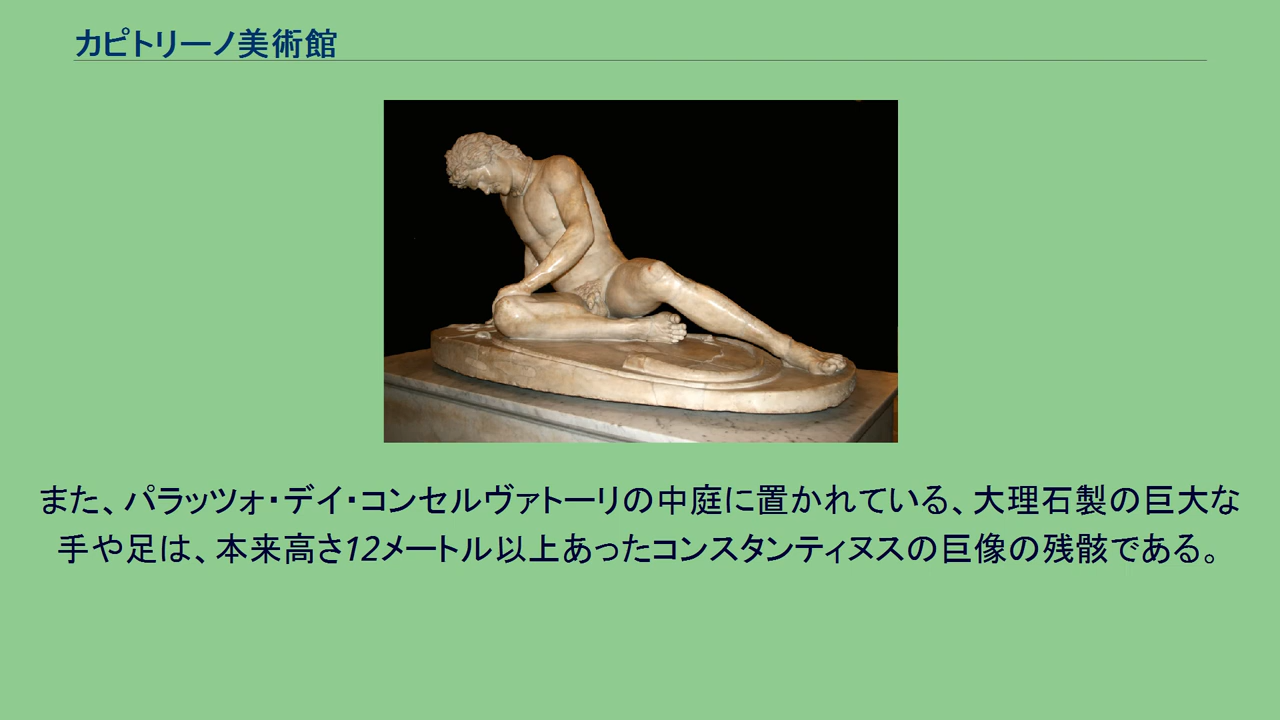 カピトリーノ美術館
また、パラッツォ・デイ・コンセルヴァトーリの中庭に置かれている、大理石製の巨大な
手や足は、本来高さ12メートル以上あったコンスタンティヌスの巨像の残骸である。